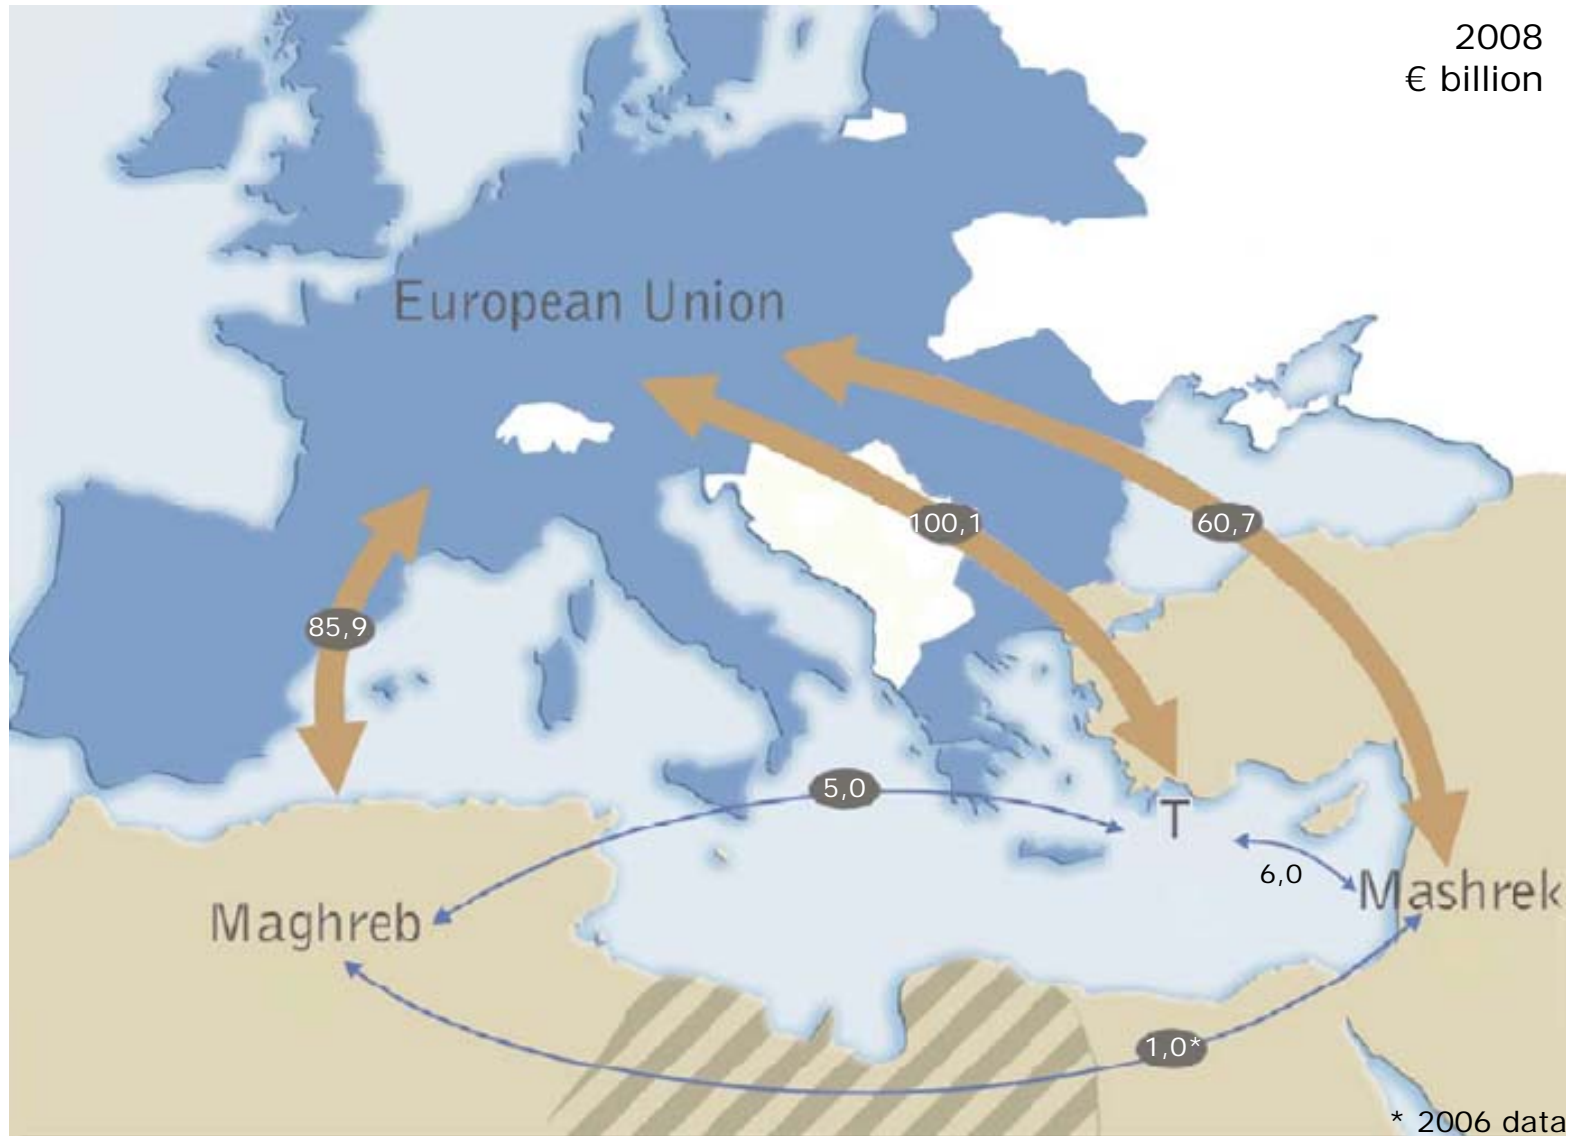 2008
€ billion
European Union
100,1
60,7
85,9
5,0
T
6,0
Mashrek
Maghreb
1,0*
* 2006 data